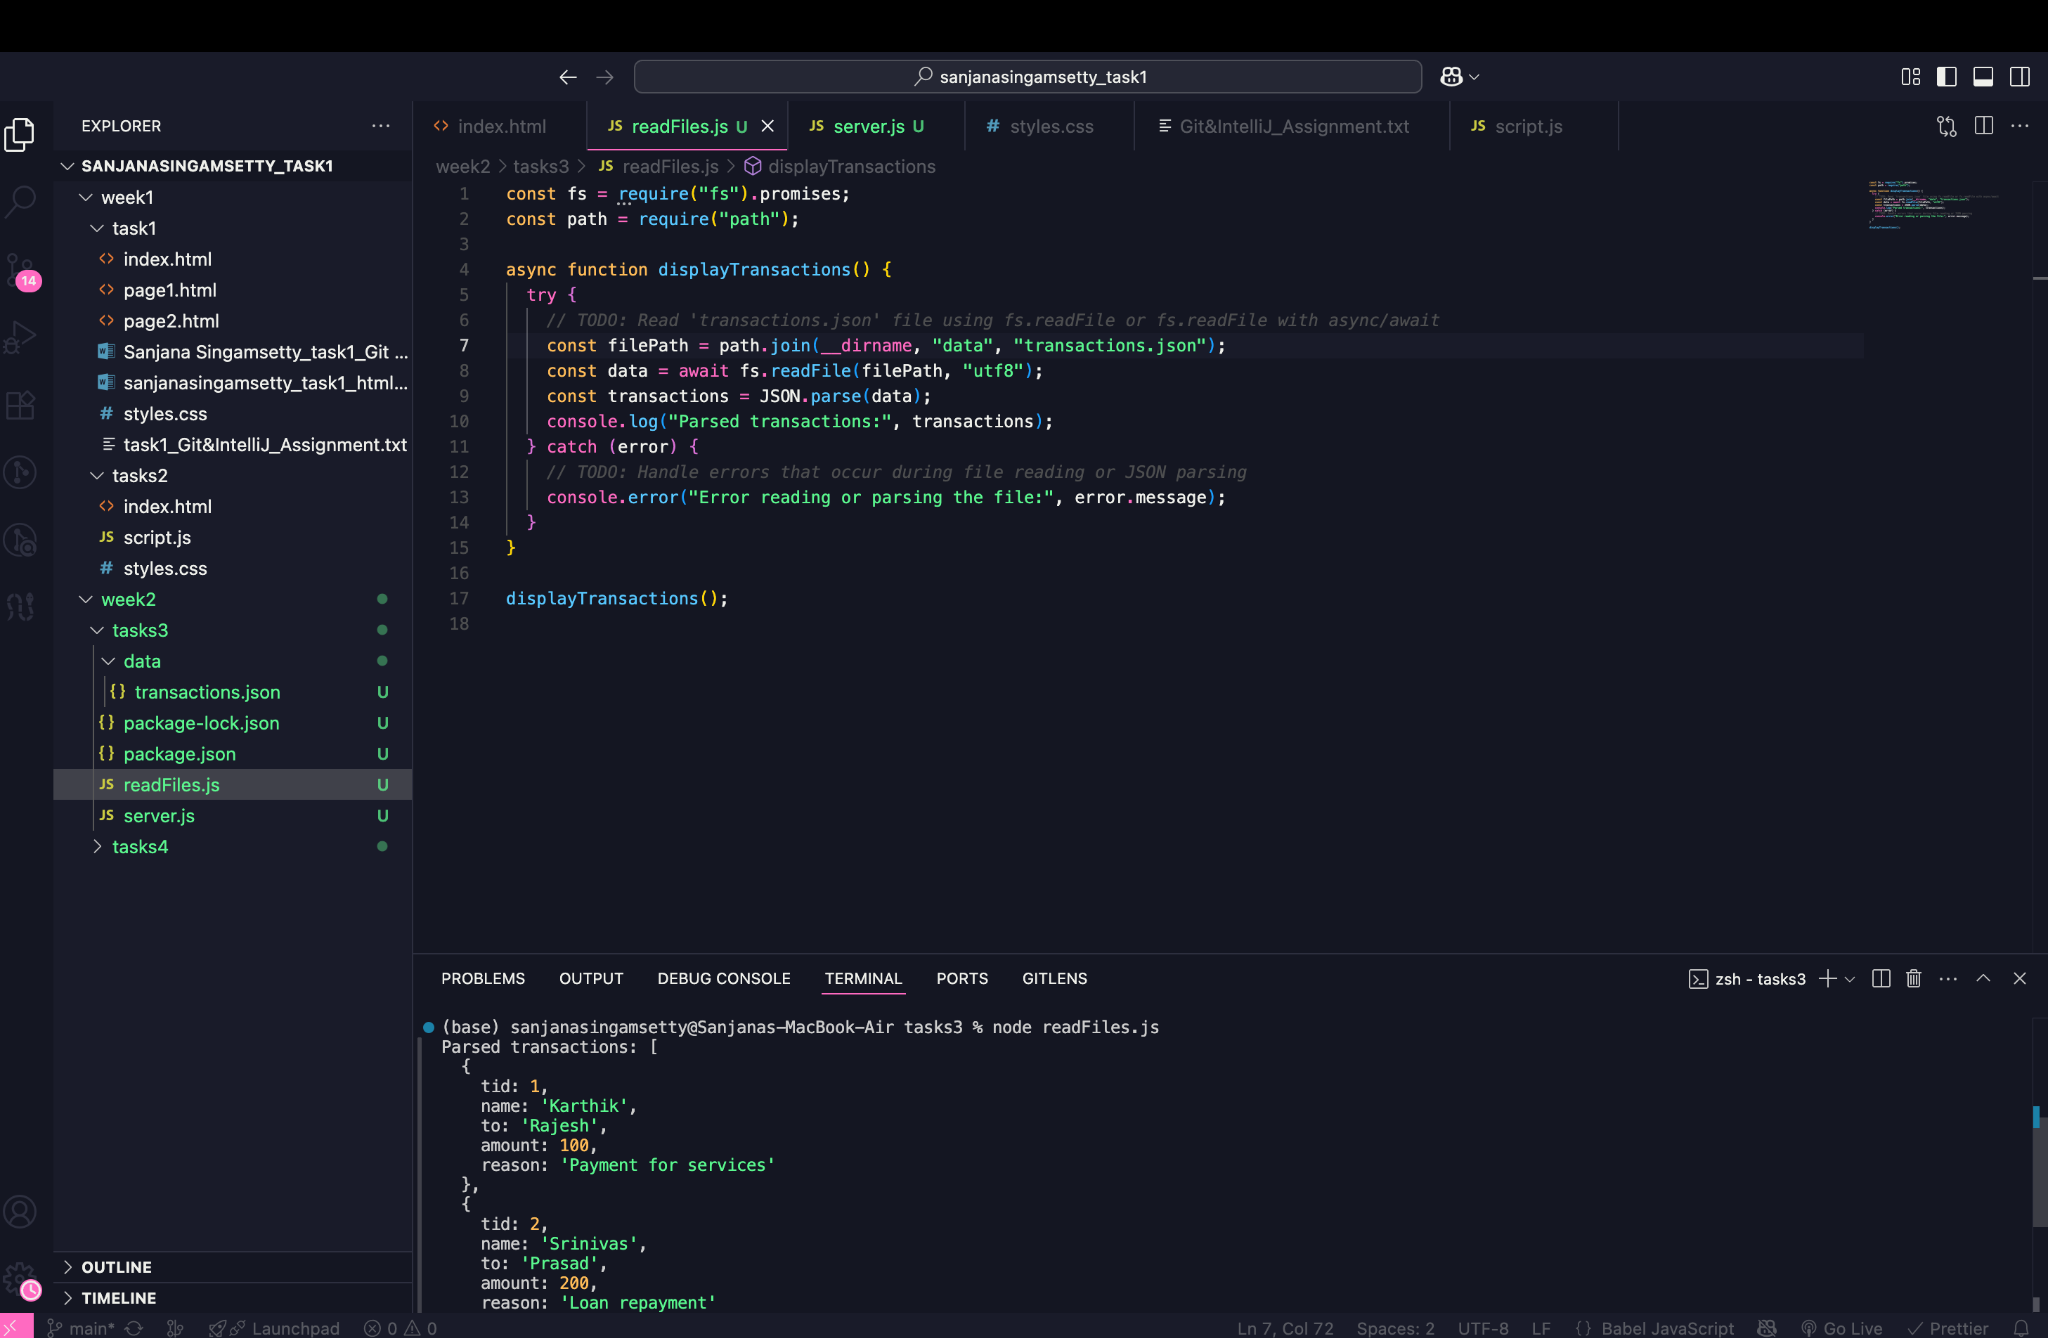 sanjanasingamsetty_task1
EXPLORER
index.html
JS readFiles.js U
JS server.js U
# styles.css
Git&IntelliJ_Assignment.txt
JS script.js
SANJANASINGAMSETTY_TASK1
week1
task1
<> index.html
<> page1.html
<> page2.html
Sanjana Singamsetty_task1_Git ...
sanjanasingamsetty_task1_html...
# styles.css
task1_Git&IntelliJ_Assignment.txt
tasks2
<> index.html
JS script.js
# styles.css
week2
tasks3
data
{} transactions.json U
{} package-lock.json U
{} package.json U
JS readFiles.js U
JS server.js U
tasks4
OUTLINE
TIMELINE
14
week2 > tasks3 > JS readFiles.js > displayTransactions
1 const fs = require("fs").promises;
2 const path = require("path");
3
4 async function displayTransactions() {
5 try {
6 // TODO: Read 'transactions.json' file using fs.readFile or fs.readFile with async/await
7 const filePath = path.join(__dirname, "data", "transactions.json");
8 const data = await fs.readFile(filePath, "utf8");
9 const transactions = JSON.parse(data);
10 console.log("Parsed transactions:", transactions);
11 } catch (error) {
12 // TODO: Handle errors that occur during file reading or JSON parsing
13 console.error("Error reading or parsing the file:", error.message);
14 }
15 }
16
17 displayTransactions();
18
PROBLEMS OUTPUT DEBUG CONSOLE TERMINAL PORTS GITLENS
zsh - tasks3
(base) sanjanasingamsetty@Sanjanas-MacBook-Air tasks3 % node readFiles.js
Parsed transactions: [
{
tid: 1,
name: 'Karthik',
to: 'Rajesh',
amount: 100,
reason: 'Payment for services'
},
{
tid: 2,
name: 'Srinivas',
to: 'Prasad',
amount: 200,
reason: 'Loan repayment'
main* Launchpad 0 0 Ln 7, Col 72 Spaces: 2 UTF-8 LF {} Babel JavaScript Go Live Prettier